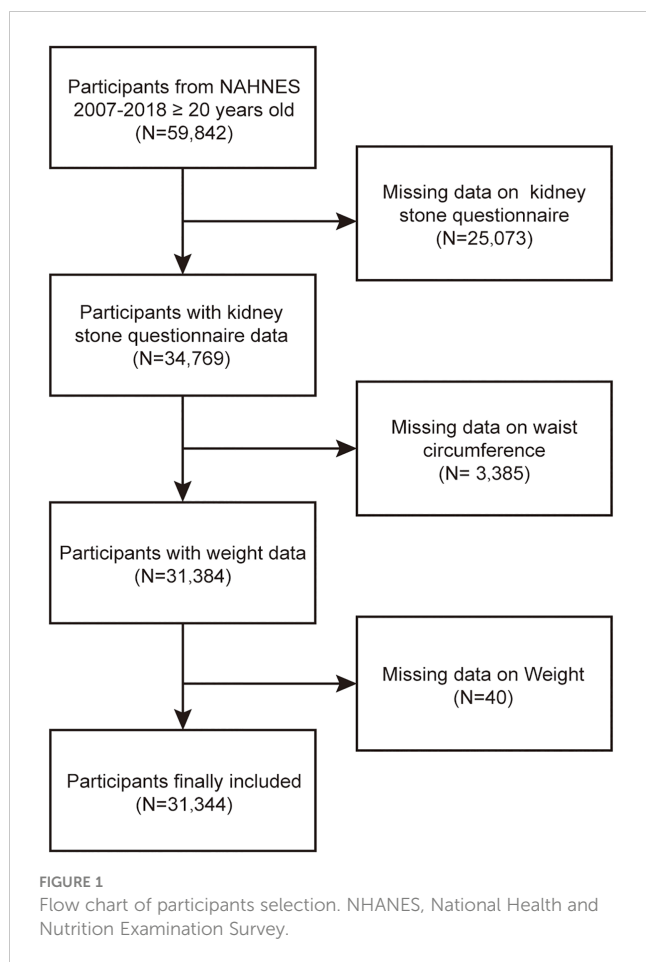 Participants from NAHNES
2007-2018 ≥ 20 years old
(N=59,842)
Missing data on kidney
stone questionnaire
(N=25,073)
Participants with kidney
stone questionnaire data
(N=34,769)
Missing data on waist
circumference
(N= 3,385)
Participants with weight data
(N=31,384)
Missing data on Weight
(N=40)
Participants finally included
(N=31,344)
FIGURE 1
Flow chart of participants selection. NHANES, National Health and
Nutrition Examination Survey.